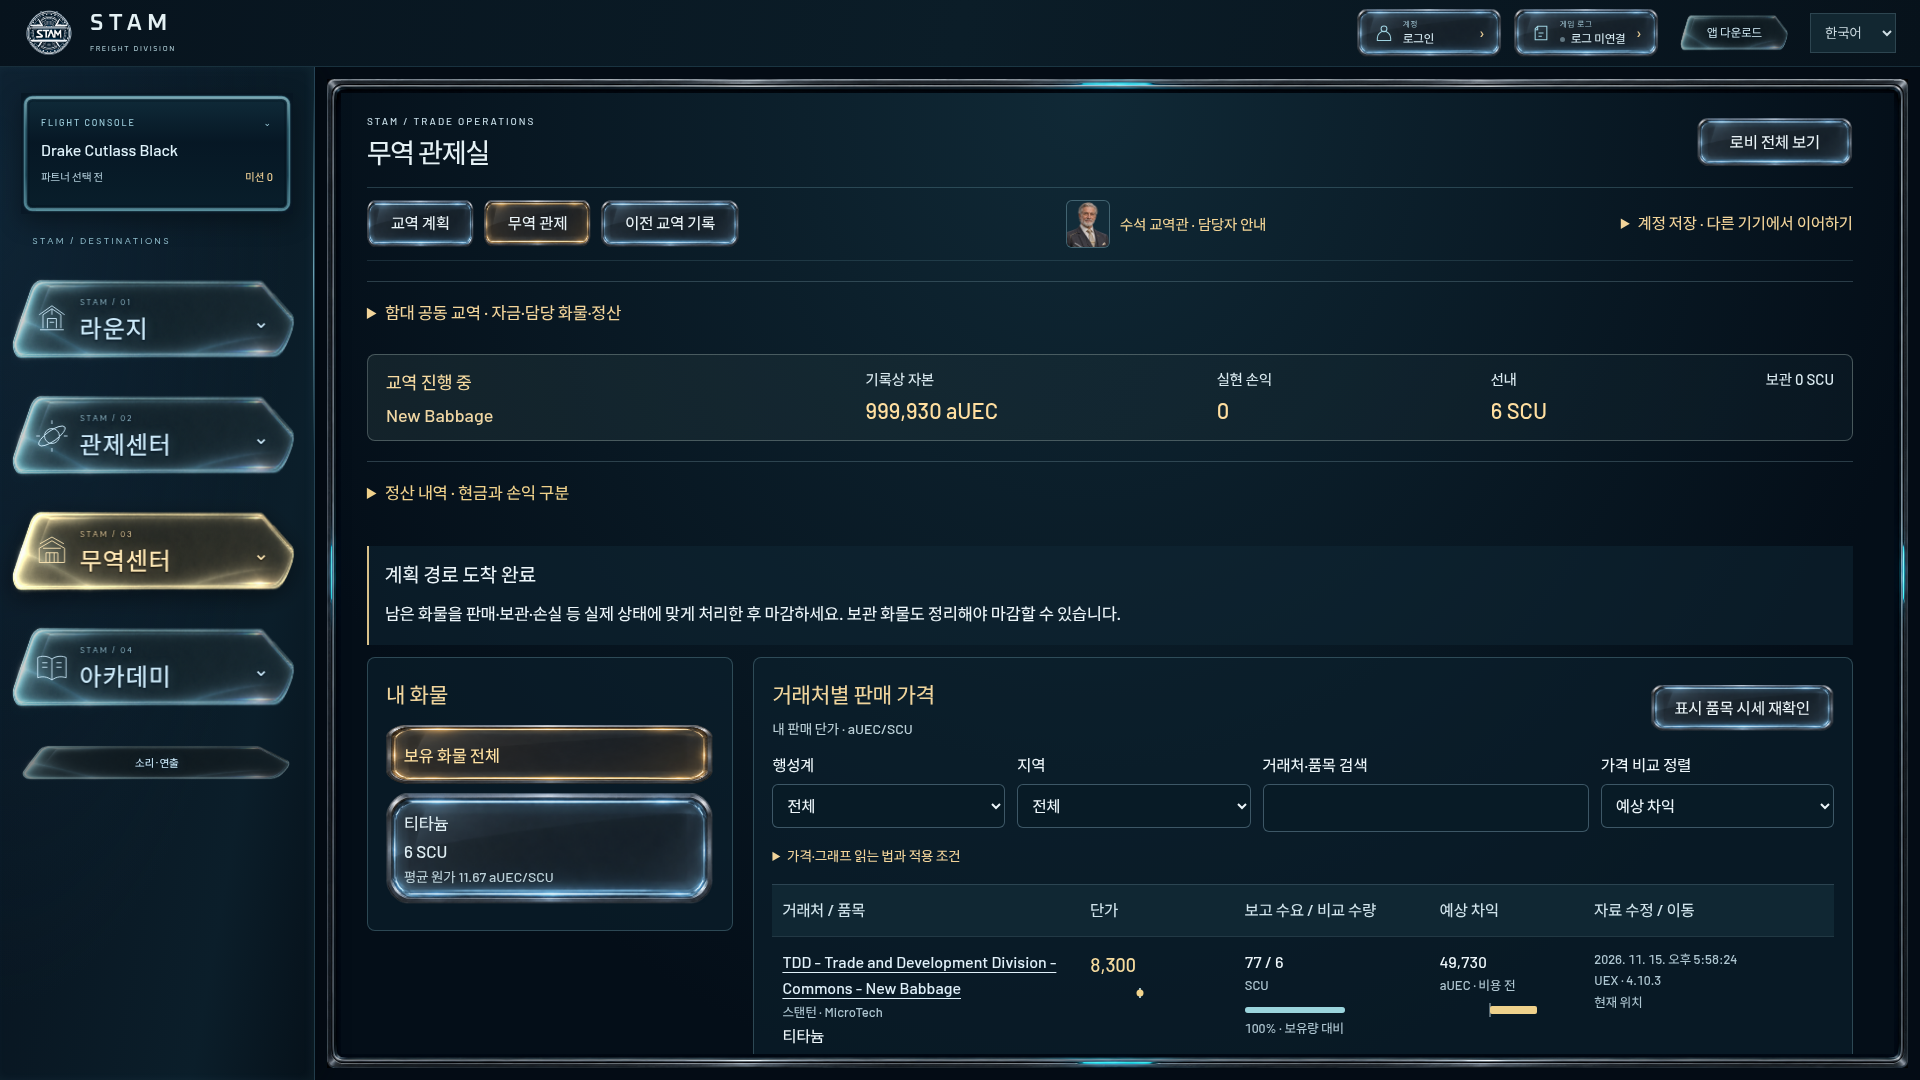 STAM
STAM
FREIGHT DIVISION
계정
로그인
게임 로그
로그 미연결
앱 다운로드
한국어
FLIGHT CONSOLE
Drake Cutlass Black
파트너 선택 전
미션 0
STAM / DESTINATIONS
STAM / 01
라운지
STAM / 02
관제센터
STAM / 03
무역센터
STAM / 04
아카데미
소리·연출
STAM / TRADE OPERATIONS
무역 관제실
로비 전체 보기
교역 계획
무역 관제
이전 교역 기록
수석 교역관 · 담당자 안내
계정 저장 · 다른 기기에서 이어하기
함대 공동 교역 · 자금·담당 화물·정산
교역 진행 중
New Babbage
기록상 자본
999,930 aUEC
실현 손익
0
선내
6 SCU
보관 0 SCU
정산 내역 · 현금과 손익 구분
계획 경로 도착 완료
남은 화물을 판매·보관·손실 등 실제 상태에 맞게 처리한 후 마감하세요. 보관 화물도 정리해야 마감할 수 있습니다.
내 화물
보유 화물 전체
티타늄
6 SCU
평균 원가 11.67 aUEC/SCU
거래처별 판매 가격
내 판매 단가 · aUEC/SCU
표시 품목 시세 재확인
행성계
지역
거래처·품목 검색
가격 비교 정렬
전체
전체
예상 차익
가격·그래프 읽는 법과 적용 조건
거래처 / 품목
단가
보고 수요 / 비교 수량
예상 차익
자료 수정 / 이동
TDD - Trade and Development Division -
Commons - New Babbage
스탠턴 · MicroTech
티타늄
8,300
77 / 6
SCU
100% · 보유량 대비
49,730
aUEC · 비용 전
2026. 11. 15. 오후 5:58:24
UEX · 4.10.3
현재 위치